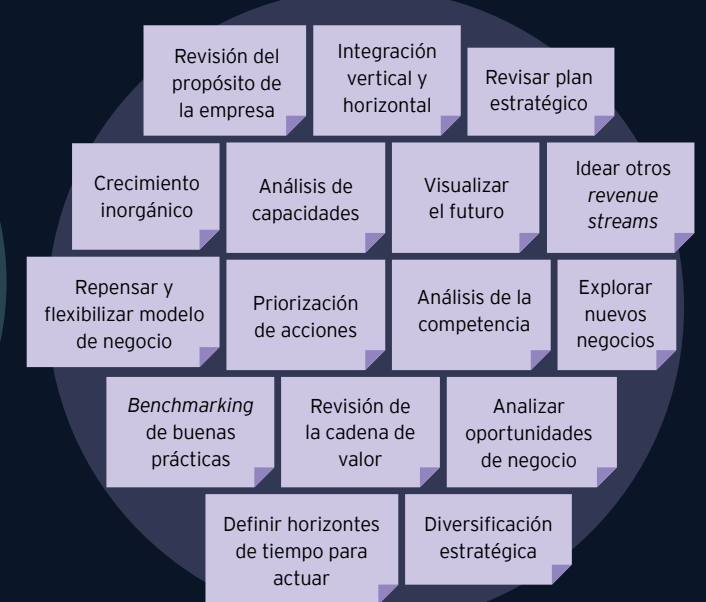 Revisión del
propósito de
la empresa
Integración
vertical y
horizontal
Revisar plan
estratégico
Crecimiento
inorgánico
Análisis de
capacidades
Visualizar
el futuro
Idear otros
revenue
streams
Repensar y
flexibilizar modelo
de negocio
Priorización
de acciones
Análisis de la
competencia
Explorar
nuevos
negocios
Benchmarking
de buenas
prácticas
Revisión de
la cadena de
valor
Analizar
oportunidades
de negocio
Definir horizontes
de tiempo para
actuar
Diversificación
estratégica